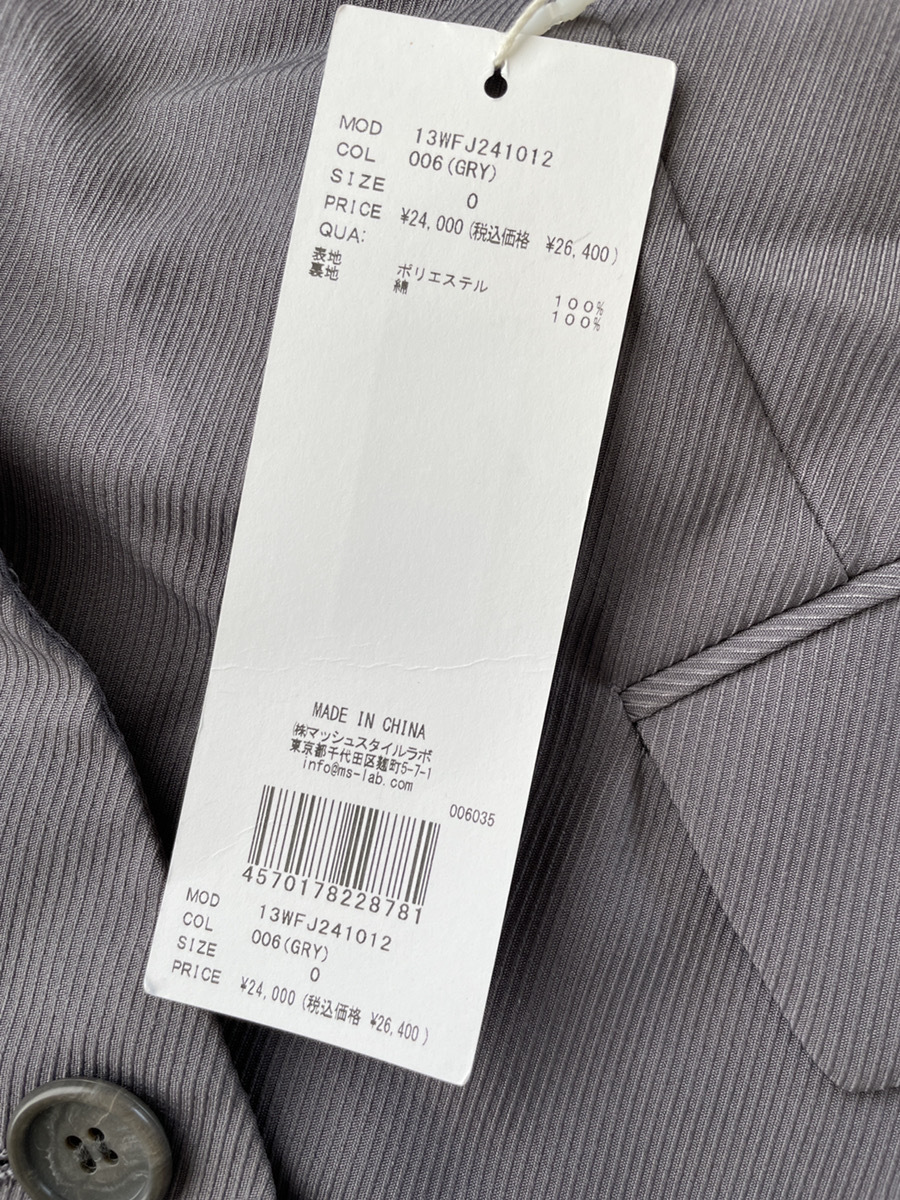 MOD 13WFJ241012
COL 006(GRY)
SIZE 0
PRICE ¥24,000(税込価格 ¥26,400)
QUA:
表地 ポリエステル 100%
裏地 綿 100%
MADE IN CHINA
㈱マッシュスタイルラボ
東京都千代田区麹町5-7-1
info@ms-lab.com
006035
4570178228781
MOD 13WFJ241012
COL 006(GRY)
SIZE 0
PRICE ¥24,000(税込価格 ¥26,400)